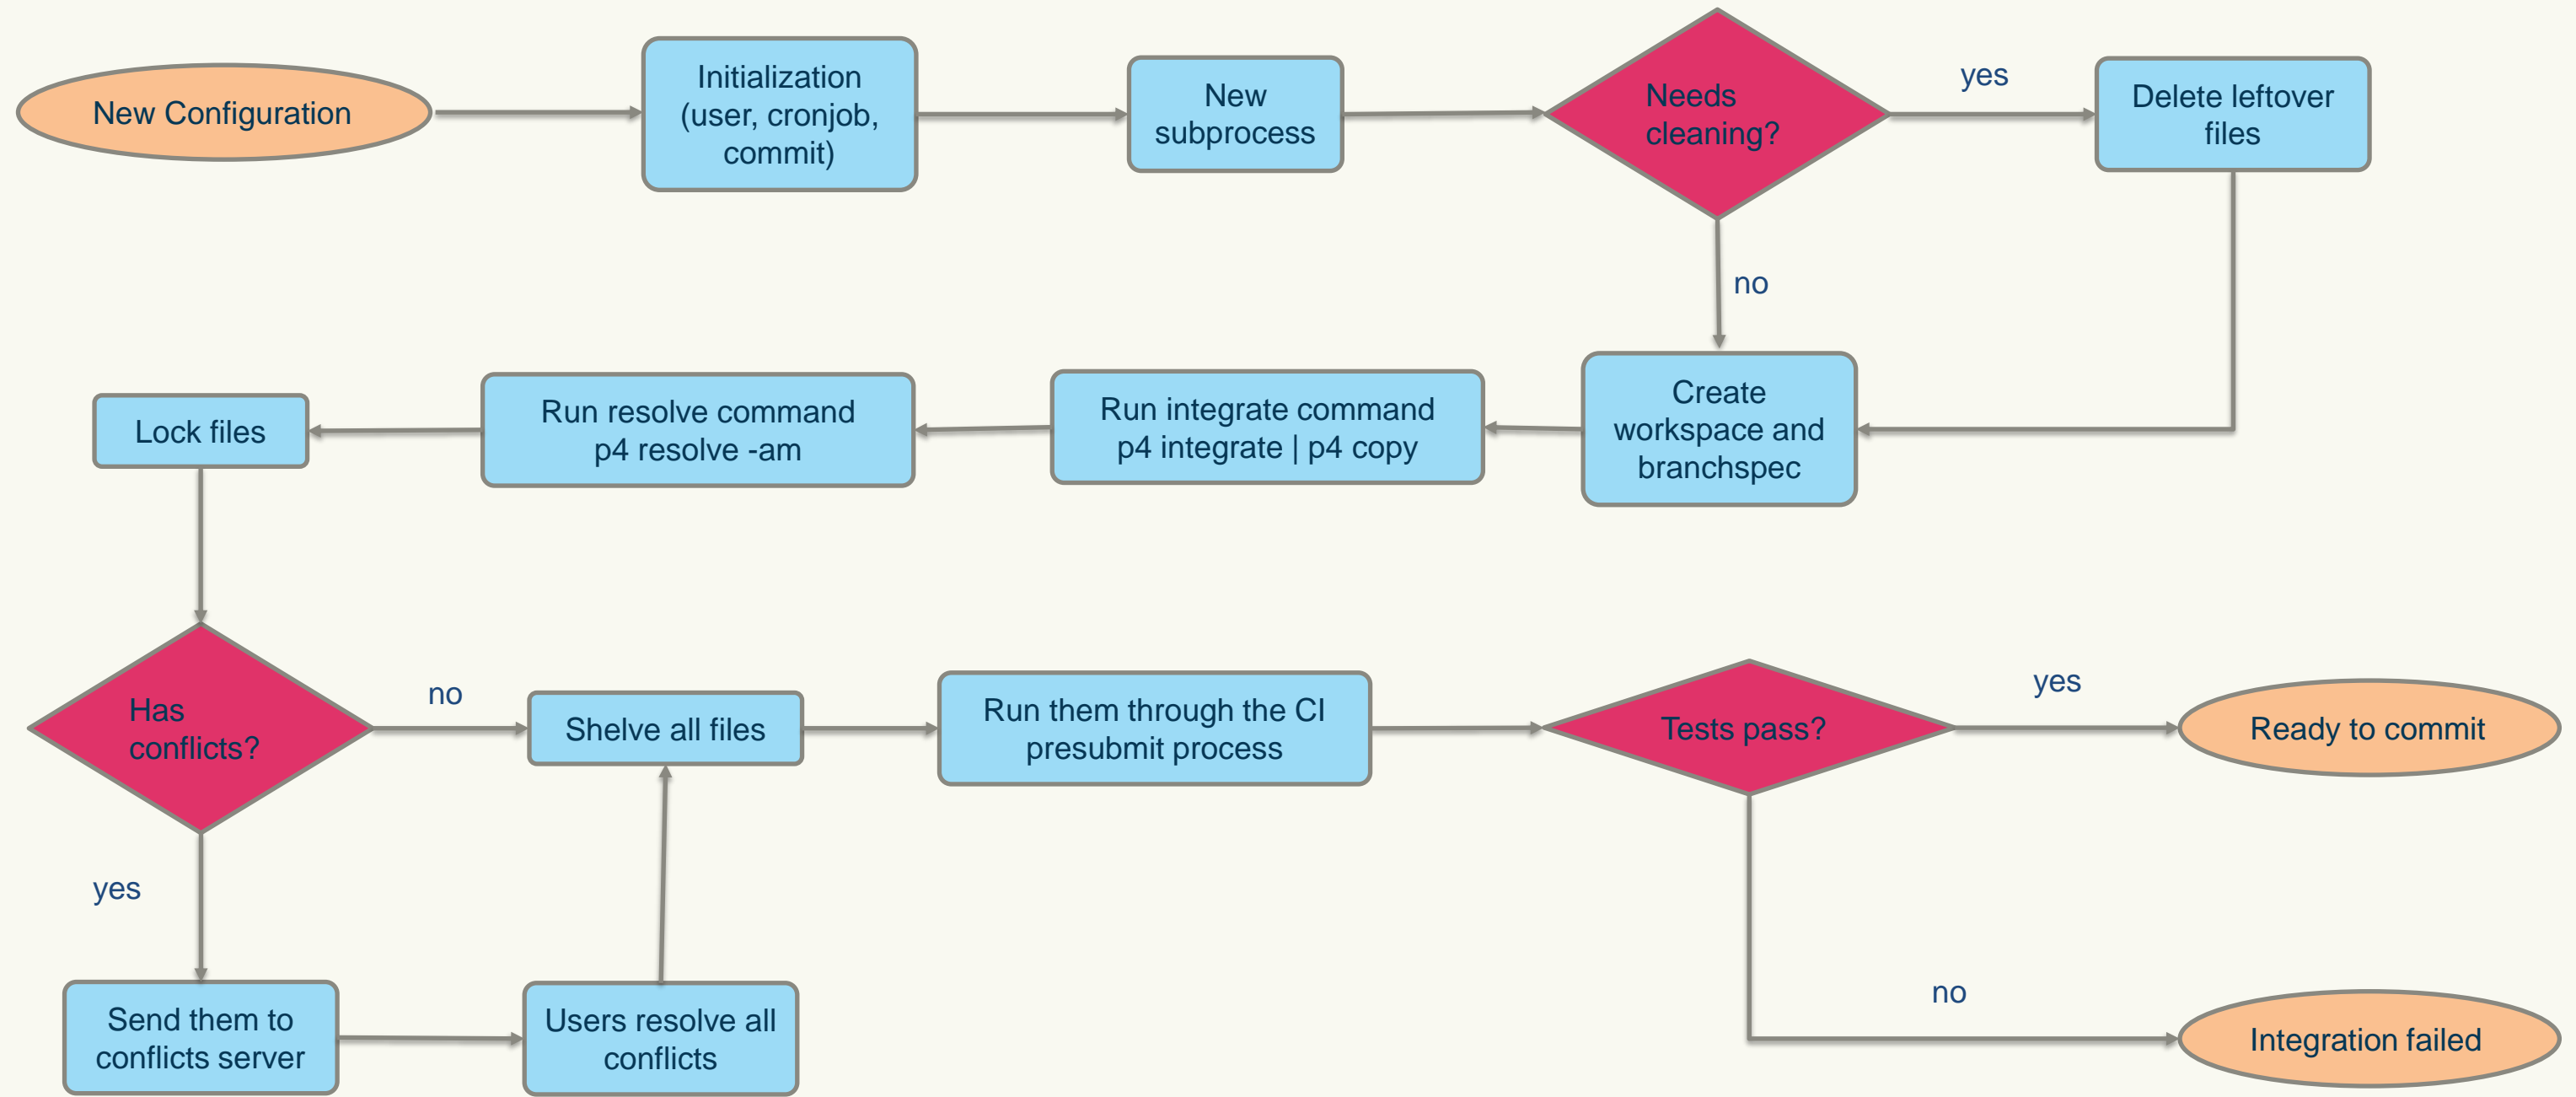 New Configuration
Initialization
(user, cronjob,
commit)
New
subprocess
Needs
cleaning?
yes
Delete leftover
files
no
Create
workspace and
branchspec
Run integrate command
p4 integrate | p4 copy
Run resolve command
p4 resolve -am
Lock files
Has
conflicts?
no
Shelve all files
Run them through the CI
presubmit process
Tests pass?
yes
Ready to commit
yes
Send them to
conflicts server
Users resolve all
conflicts
no
Integration failed